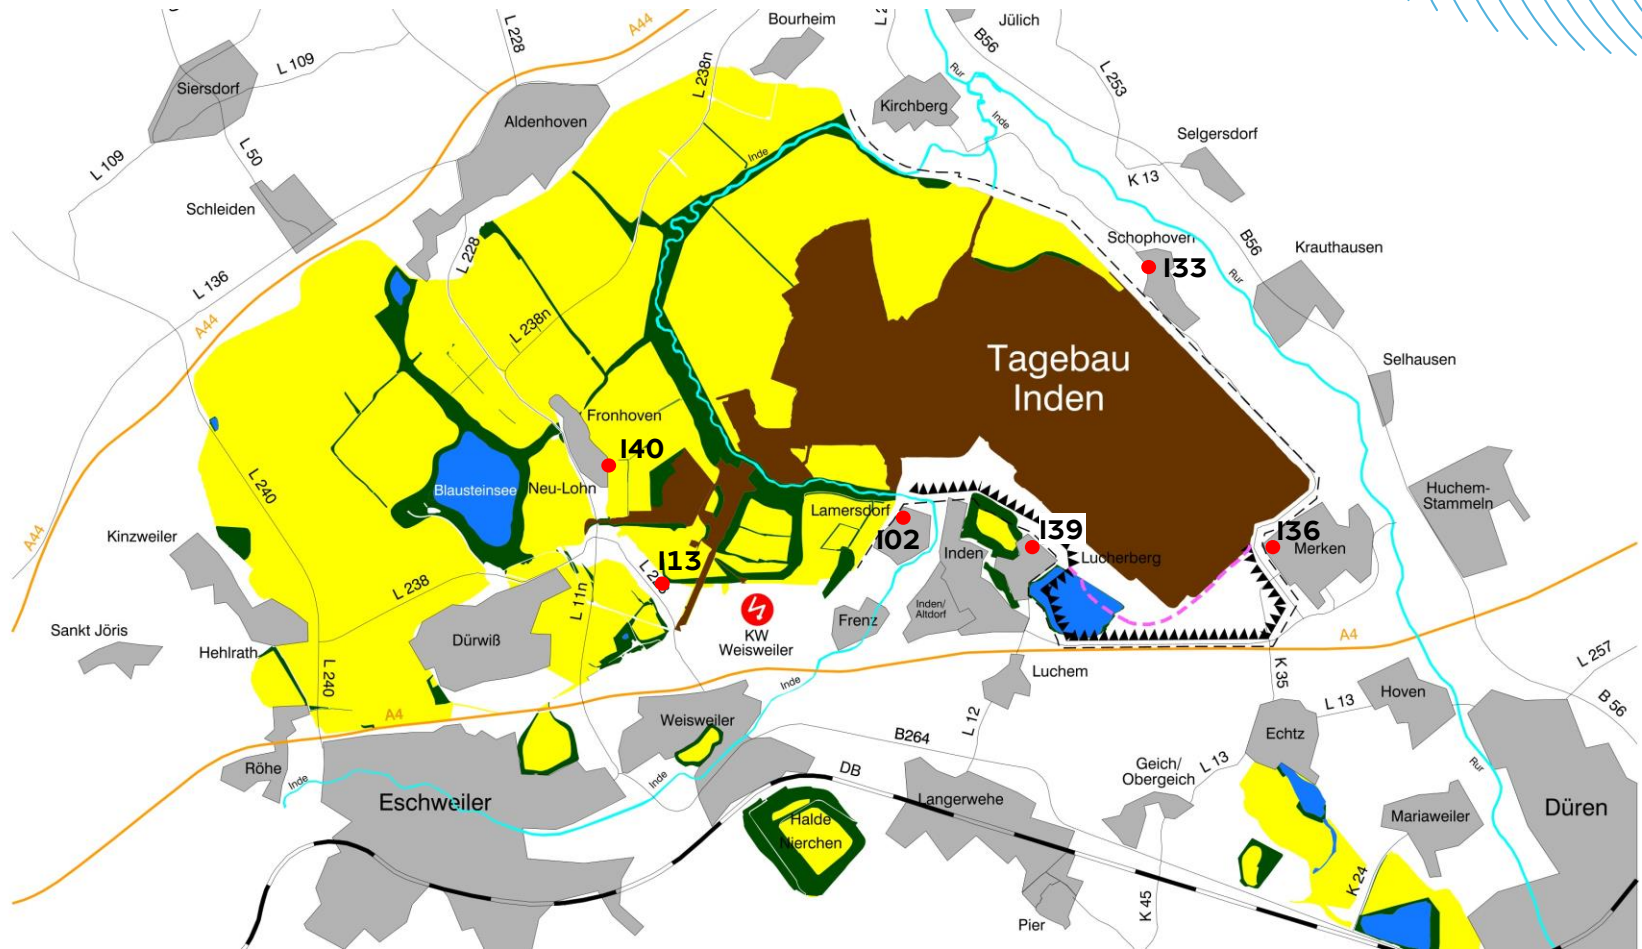 Bourheim
L 2
Jülich
A44
L 228
B56
L 109
L 238n
Rur
L 253
Siersdorf
Kirchberg
Aldenhoven
Inde
Selgersdorf
L 50
L 109
Inde
K 13
Schleiden
L 228
Schophoven
B56
Krauthausen
L 136
I33
Rur
A44
L 238n
Tagebau
Inden
Selhausen
Fronhoven
I40
L 240
Blausteinsee
Neu-Lohn
Huchem-
Stammeln
Lamersdorf
A44
Kinzweiler
I02
Inden
I39
Lucherberg
I36
Merken
I13
L 2
L 238
L 11n
Inden/
Altdorf
Frenz
Sankt Jöris
Dürwiß
KW
Weisweiler
A4
Hehlrath
L 240
Luchem
K 35
L 257
Inde
Hoven
B 56
L 13
A4
Weisweiler
L 12
B264
Echtz
Röhe
Inde
Inde
DB
Geich/
Obergeich
L 13
Rur
Eschweiler
Langerwehe
Düren
Halde
Nierchen
Mariaweiler
K 24
K 45
Pier